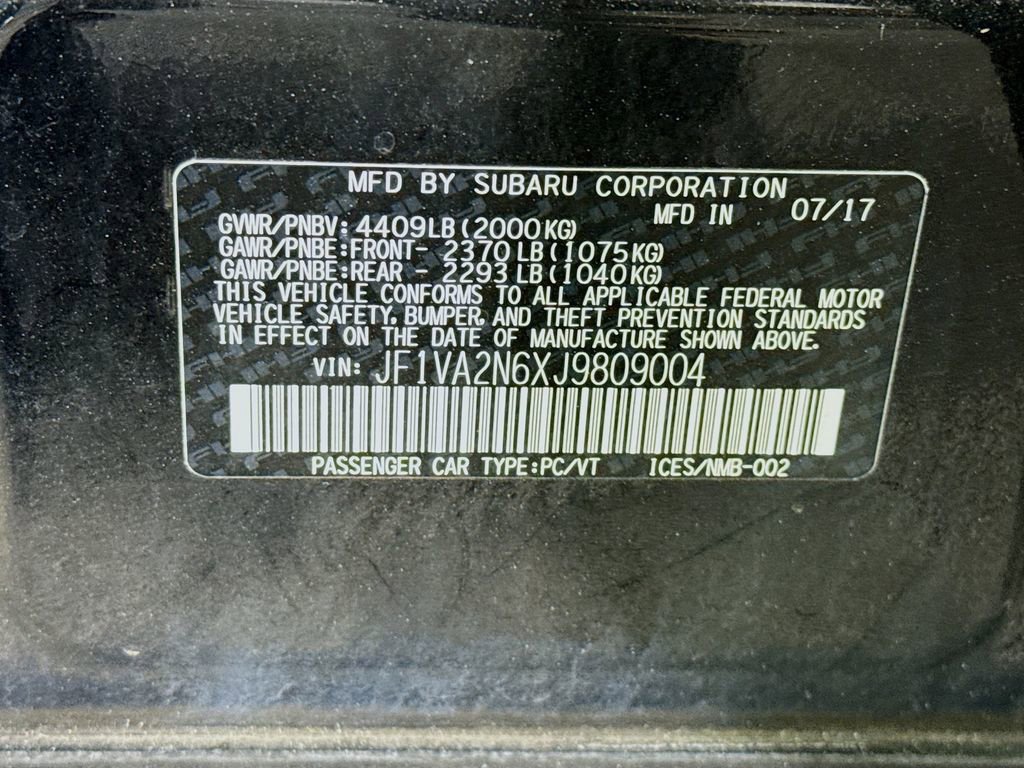 MFD BY SUBARU CORPORATION
MFD IN 07/17
GVWR/PNBV: 4409LB(2000KG)
GAWR/PNBE:FRONT- 2370LB(1075KG)
GAWR/PNBE:REAR - 2293LB(1040KG)
THIS VEHICLE CONFORMS TO ALL APPLICABLE FEDERAL MOTOR
VEHICLE SAFETY, BUMPER, AND THEFT PREVENTION STANDARDS
IN EFFECT ON THE DATE OF MANUFACTURE SHOWN ABOVE.
VIN: JF1VA2N6XJ9809004
PASSENGER CAR TYPE:PC/VT ICES/NMB-002